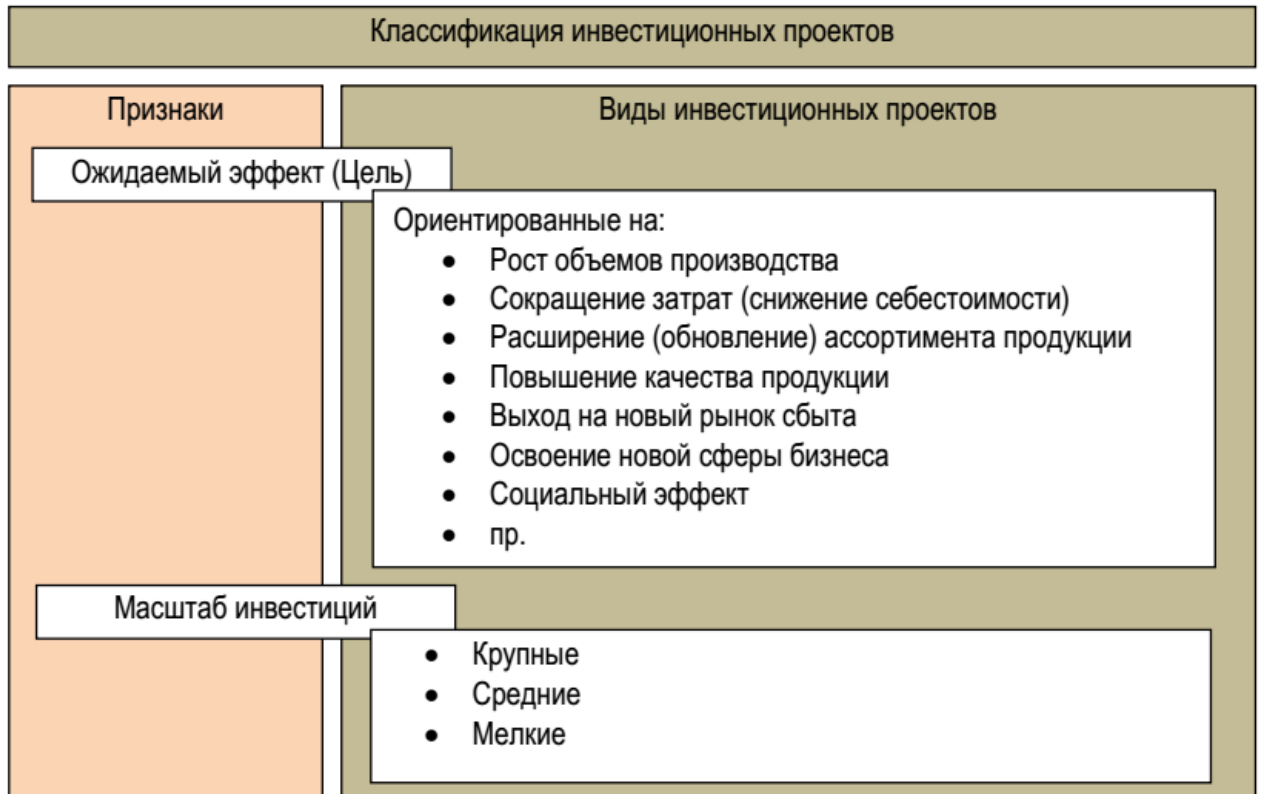 Классификация инвестиционных проектов
Признаки
Виды инвестиционных проектов
Ожидаемый эффект (Цель)
Ориентированные на:
• Рост объемов производства
• Сокращение затрат (снижение себестоимости)
• Расширение (обновление) ассортимента продукции
• Повышение качества продукции
• Выход на новый рынок сбыта
• Освоение новой сферы бизнеса
• Социальный эффект
• пр.
Масштаб инвестиций
• Крупные
• Средние
• Мелкие